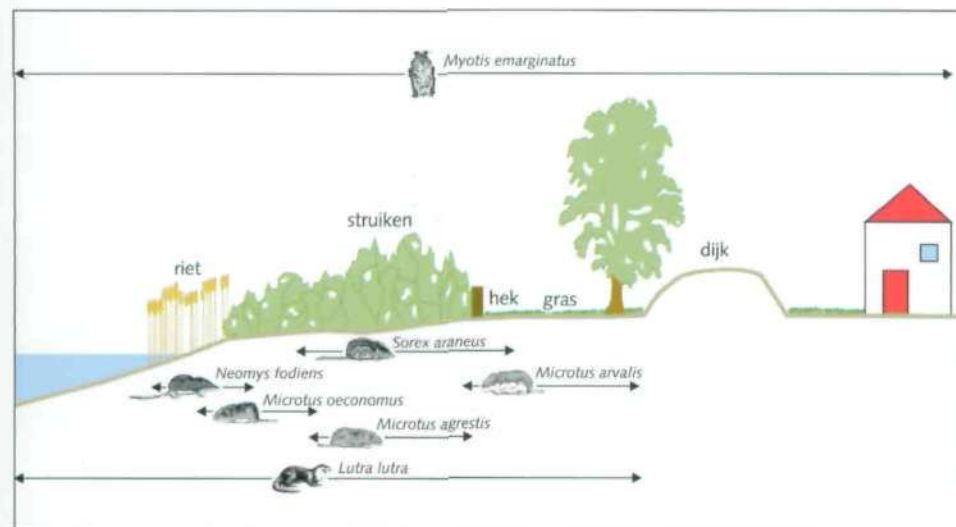 Myotis emarginatus
struiken
riet
dijk
hek gras
Sorex araneus
Neomys fodiens
Microtus arvalis
Microtus oeconomus
Microtus agrestis
Lutra lutra